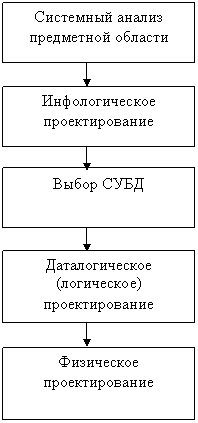 Системный анализ
предметной области
Инфологическое
проектирование
Выбор СУБД
Даталогическое
(логическое)
проектирование
Физическое
проектирование